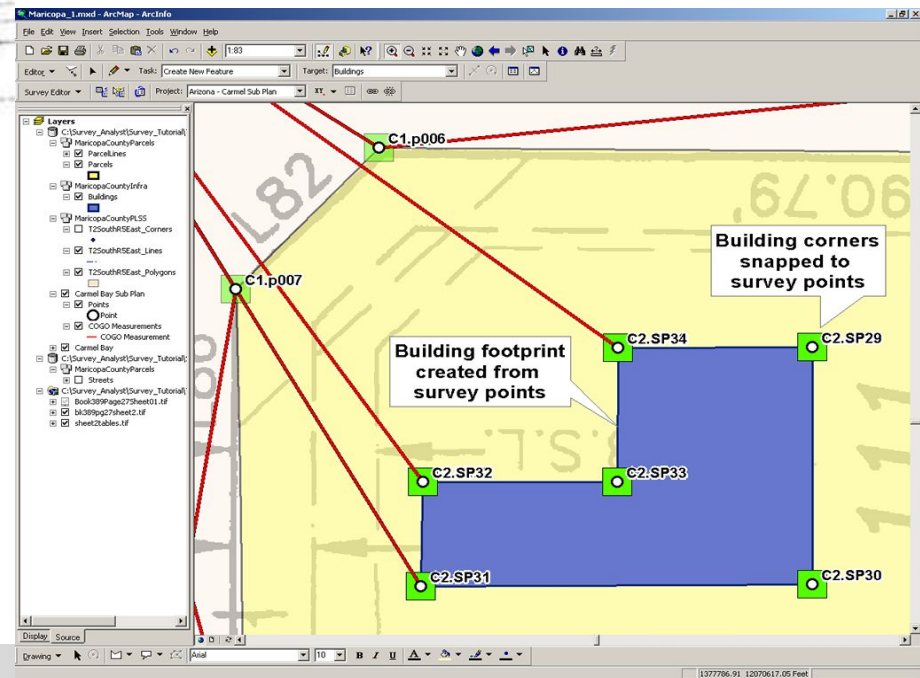 Maricopa_1.mxd - ArcMap - ArcInfo
File Edit View Insert Selection Tools Window Help
1:83
Editor Task: Create New Feature Target: Buildings
Survey Editor Project: Arizona - Carmel Sub Plan XY,
Layers
C:\Survey_Analyst\Survey_Tutorial\
MaricopaCountyParcels
ParcelLines
Parcels
MaricopaCountyInfra
Buildings
MaricopaCountyPLSS
T2SouthR5East_Corners
T2SouthR5East_Lines
T2SouthR5East_Polygons
Carmel Bay Sub Plan
Points
Point
COGO Measurements
COGO Measurement
Carmel Bay
C:\Survey_Analyst\Survey_Tutorial\
MaricopaCountyParcels
Streets
C:\Survey_Analyst\Survey_Tutorial\
Book389Page27Sheet01.tif
bk389pg27sheet2.tif
sheet2tables.tif
Display Source
C1.p006
L82
90.79'
C1.p007
Building corners
snapped to
survey points
C2.SP34
C2.SP29
Building footprint
created from
survey points
B.S.L.
C2.SP32
C2.SP33
C2.SP31
C2.SP30
Drawing Arial 10 B I U A
1377786.91 12070617.05 Feet